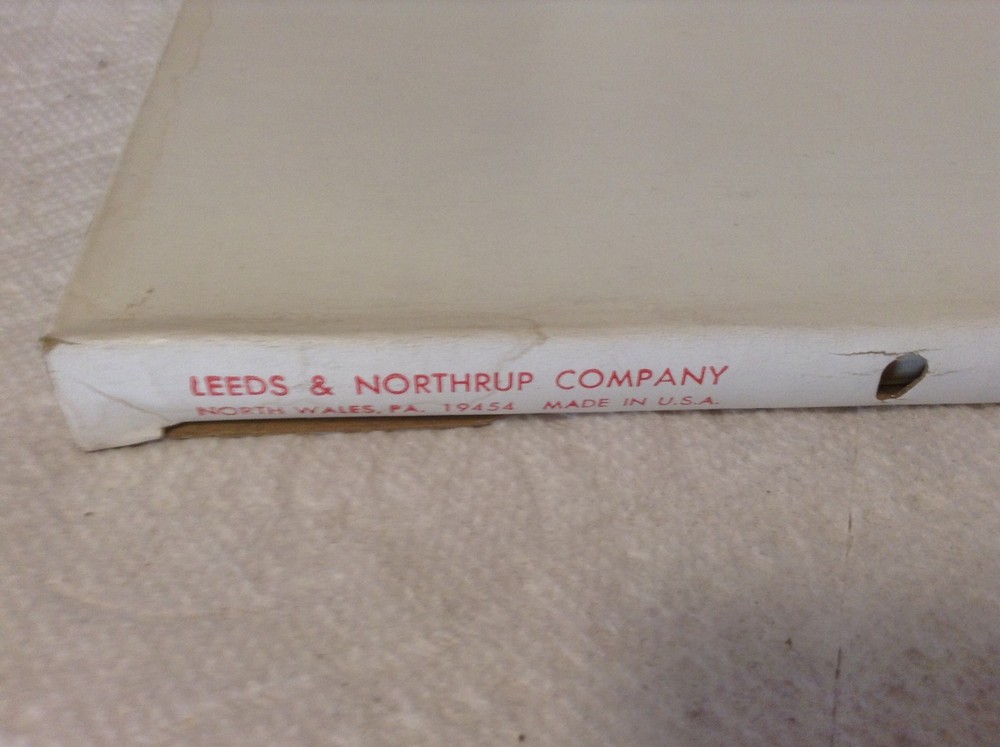 LEEDS & NORTHRUP COMPANY
NORTH WALES, PA. 19454 MADE IN U.S.A.